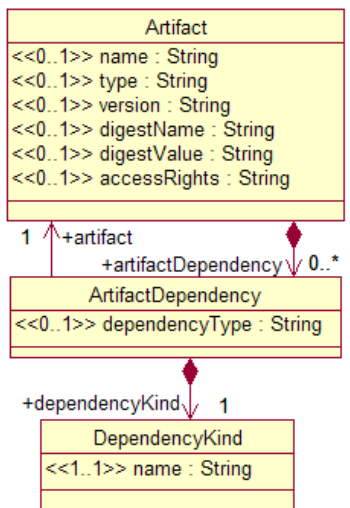 Artifact
<<0..1>> name : String
<<0..1>> type : String
<<0..1>> version : String
<<0..1>> digestName : String
<<0..1>> digestValue : String
<<0..1>> accessRights : String
1 +artifact
+artifactDependency 0..*
ArtifactDependency
<<0..1>> dependencyType : String
+dependencyKind 1
DependencyKind
<<1..1>> name : String